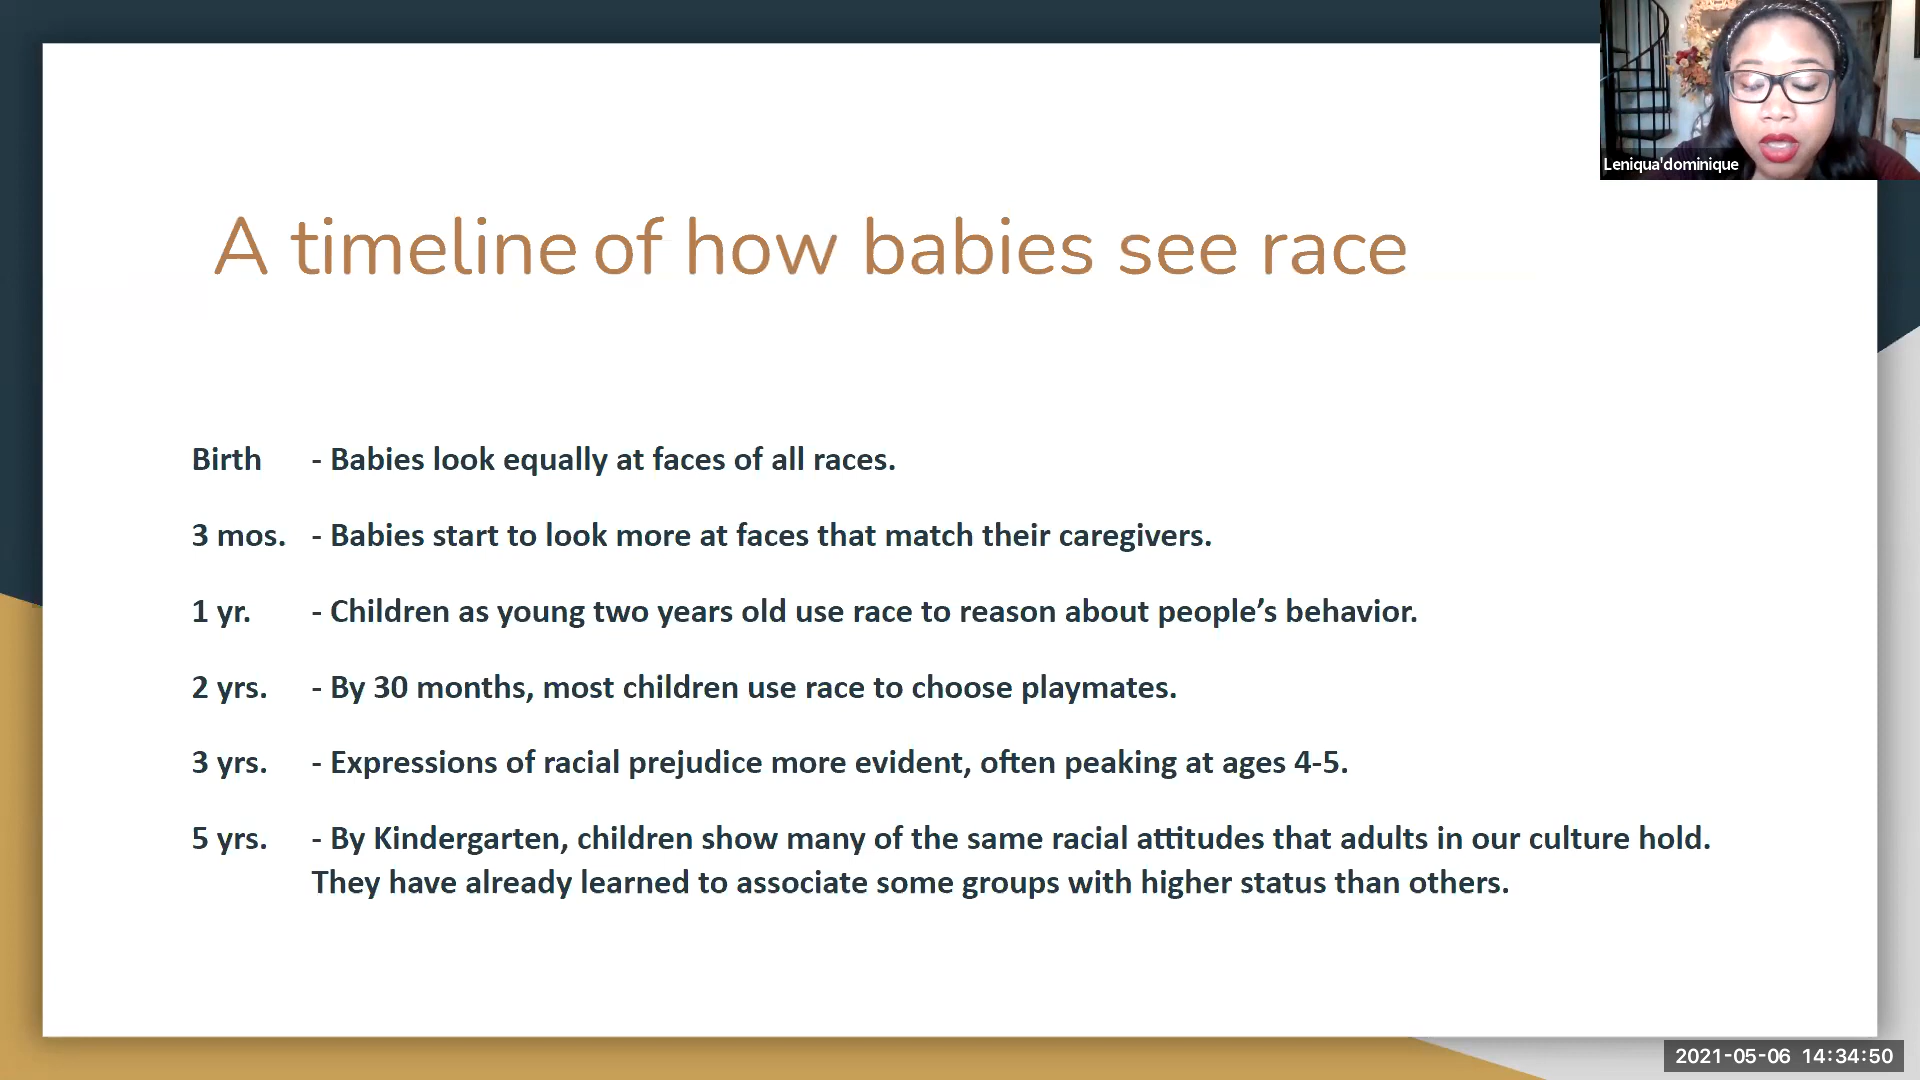 Leniqua'dominique
A timeline of how babies see race
Birth - Babies look equally at faces of all races.
3 mos. - Babies start to look more at faces that match their caregivers.
1 yr. - Children as young two years old use race to reason about people’s behavior.
2 yrs. - By 30 months, most children use race to choose playmates.
3 yrs. - Expressions of racial prejudice more evident, often peaking at ages 4-5.
5 yrs. - By Kindergarten, children show many of the same racial attitudes that adults in our culture hold.
They have already learned to associate some groups with higher status than others.
2021-05-06 14:34:50